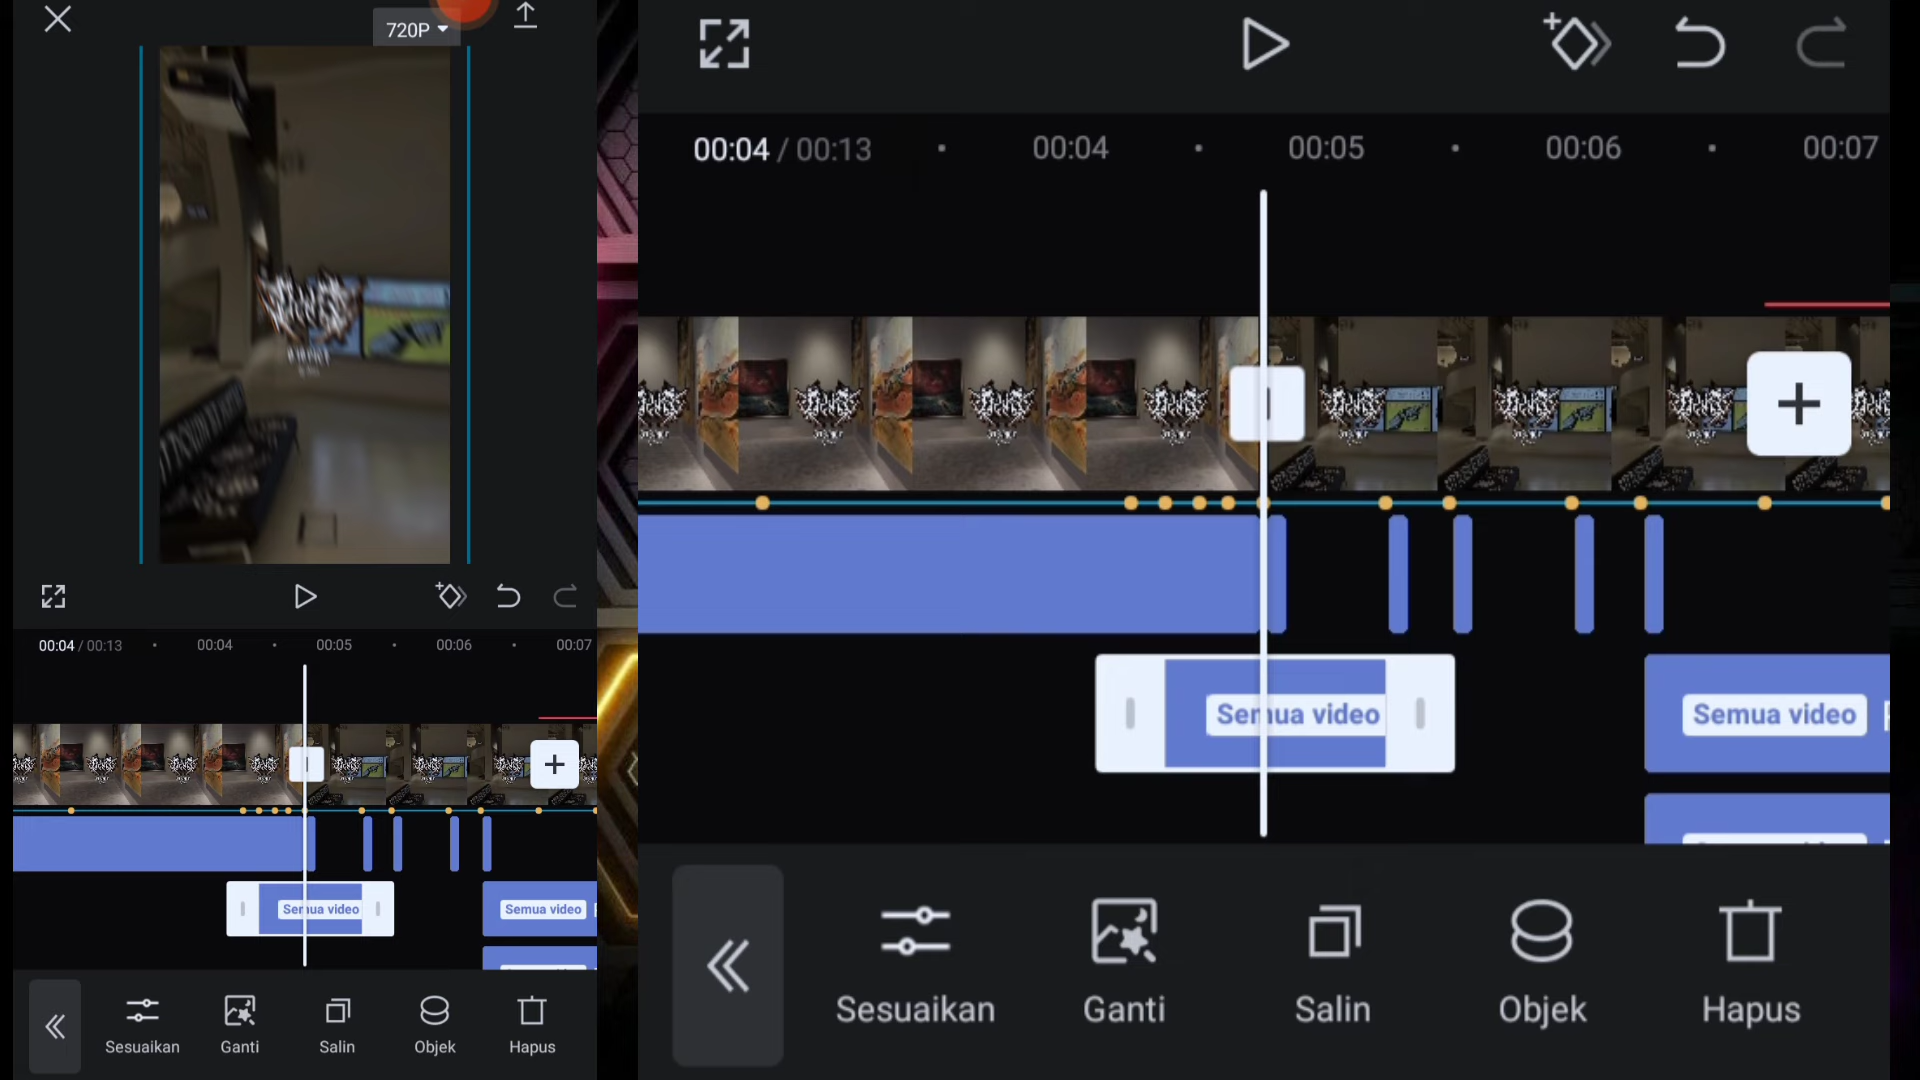 720P
00:04 / 00:13
00:04
00:05
00:06
00:07
Semua video
Semua video
Sesuaikan
Ganti
Salin
Objek
Hapus
00:04 / 00:13
00:04
00:05
00:06
00:07
Semua video
Semua video
Sesuaikan
Ganti
Salin
Objek
Hapus